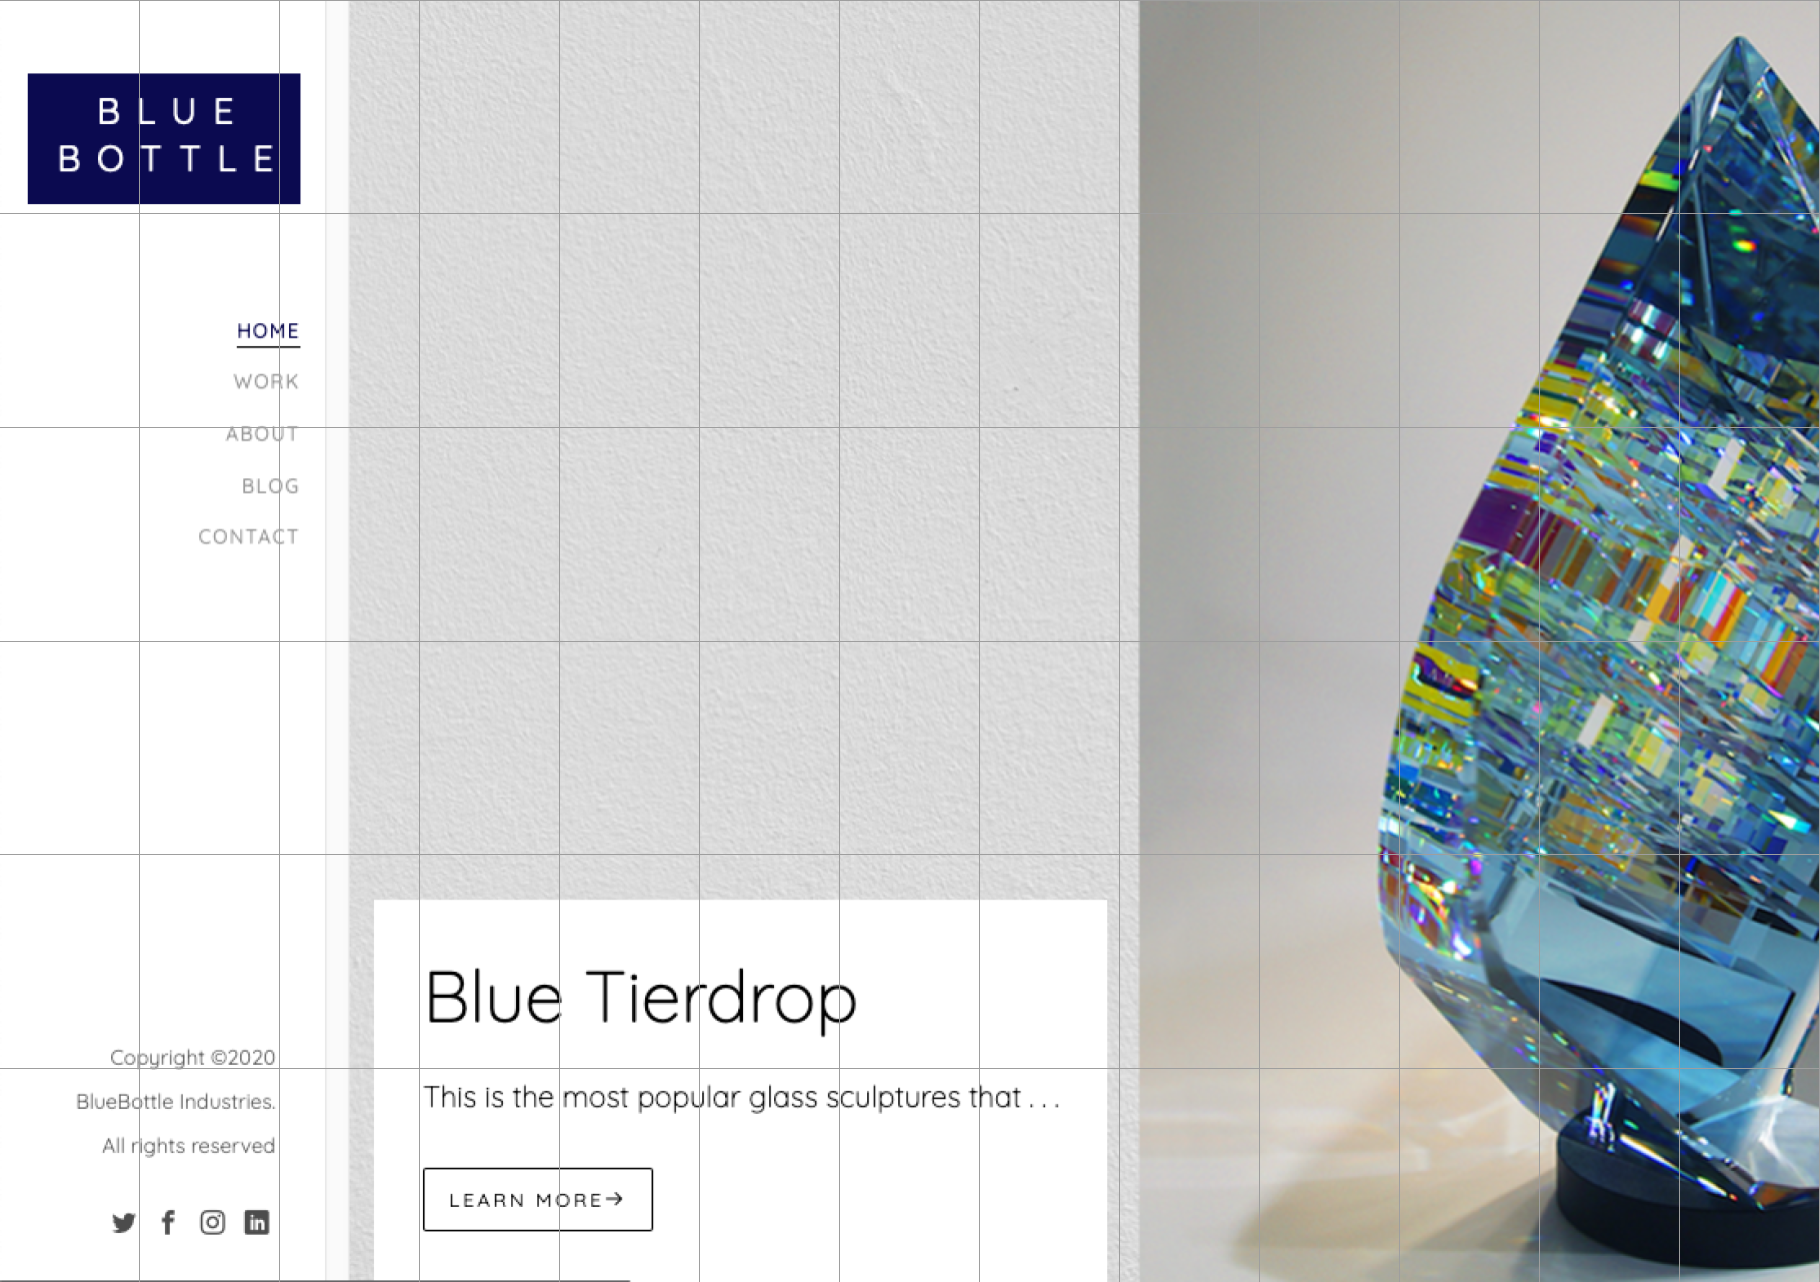 BLUE
BOTTLE
HOME
WORK
ABOUT
BLOG
CONTACT
Copyright ©2020
BlueBottle Industries.
All rights reserved
Blue Tierdrop
This is the most popular glass sculptures that . . .
LEARN MORE→